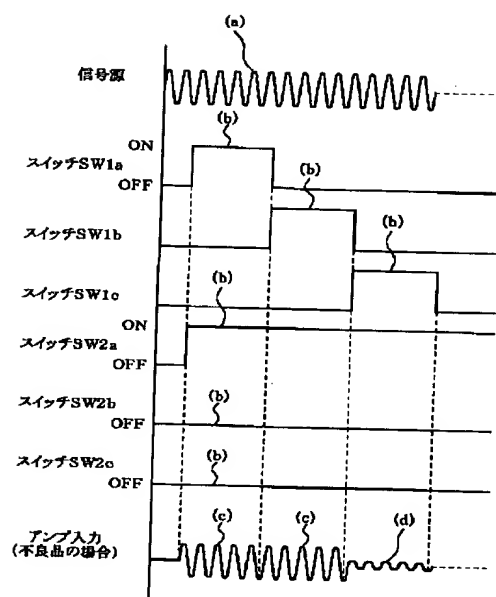 (a)
信号源
ON
(b)
スイッチSW1a
OFF
(b)
スイッチSW1b
(b)
スイッチSW1c
(b)
ON
スイッチSW2a
OFF
スイッチSW2b
(b)
OFF
スイッチSW2c
(b)
OFF
アンプ入力
(不良品の場合)
(c)
(c)
(d)